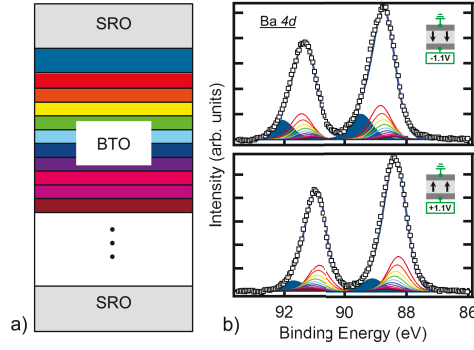 SRO
BTO
SRO
a)
Ba 4d
-1.1V
+1.1V
Intensity (arb. units)
92
90
88
86
Binding Energy (eV)
b)